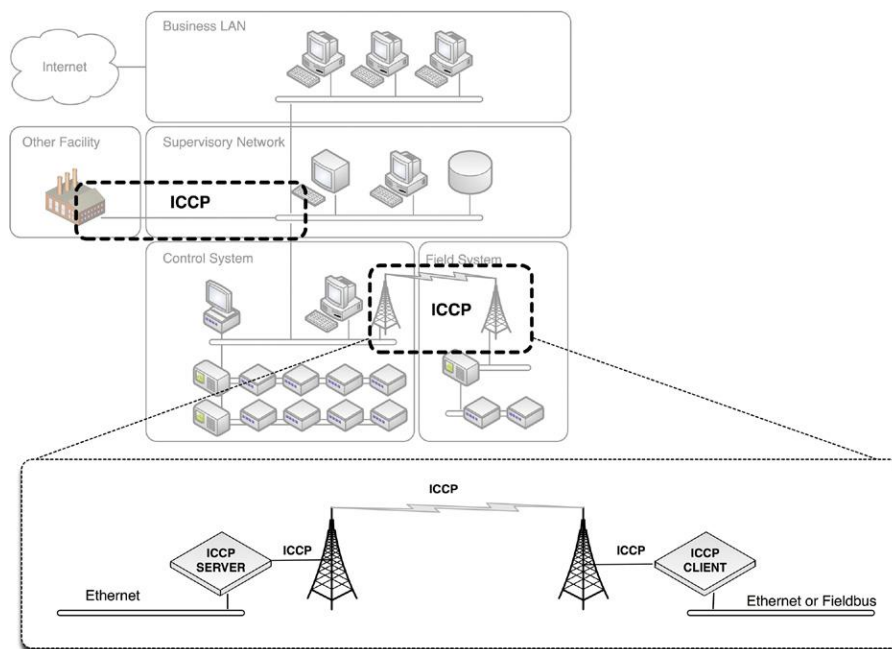 Business LAN
Internet
Other Facility
Supervisory Network
ICCP
Control System
Field System
ICCP
ICCP
ICCP
SERVER
ICCP
ICCP
ICCP
CLIENT
Ethernet
Ethernet or Fieldbus